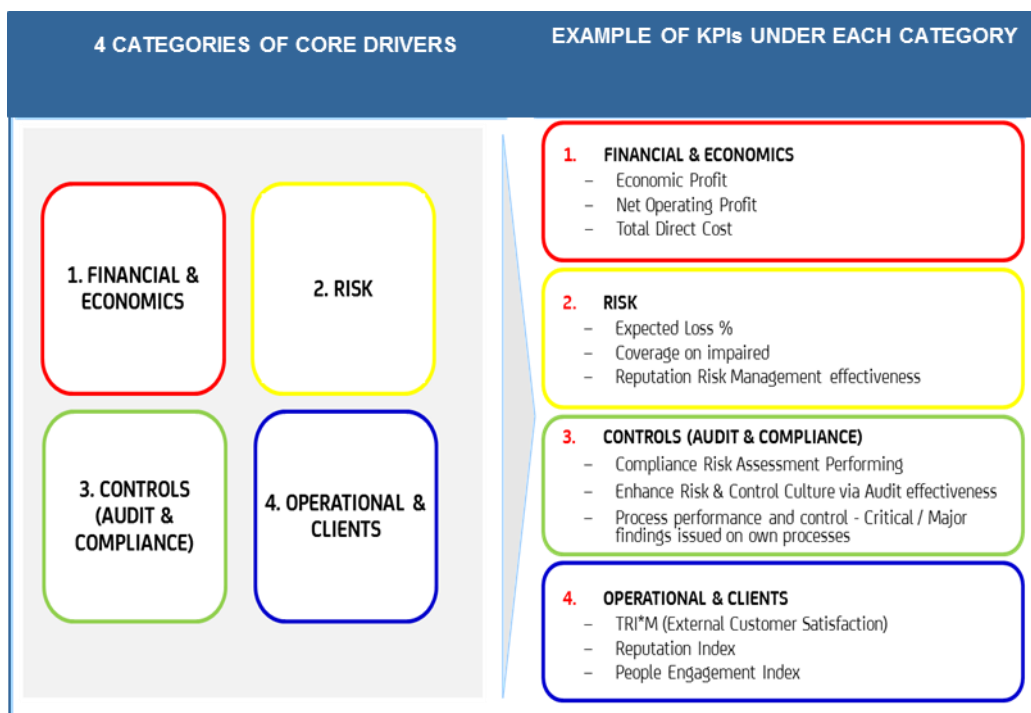 4 CATEGORIES OF CORE DRIVERS
EXAMPLE OF KPIs UNDER EACH CATEGORY
1. FINANCIAL &
ECONOMICS
2. RISK
3. CONTROLS
(AUDIT &
COMPLIANCE)
4. OPERATIONAL &
CLIENTS
1. FINANCIAL & ECONOMICS
– Economic Profit
– Net Operating Profit
– Total Direct Cost
2. RISK
– Expected Loss %
– Coverage on impaired
– Reputation Risk Management effectiveness
3. CONTROLS (AUDIT & COMPLIANCE)
– Compliance Risk Assessment Performing
– Enhance Risk & Control Culture via Audit effectiveness
– Process performance and control - Critical / Major
findings issued on own processes
4. OPERATIONAL & CLIENTS
– TRI*M (External Customer Satisfaction)
– Reputation Index
– People Engagement Index